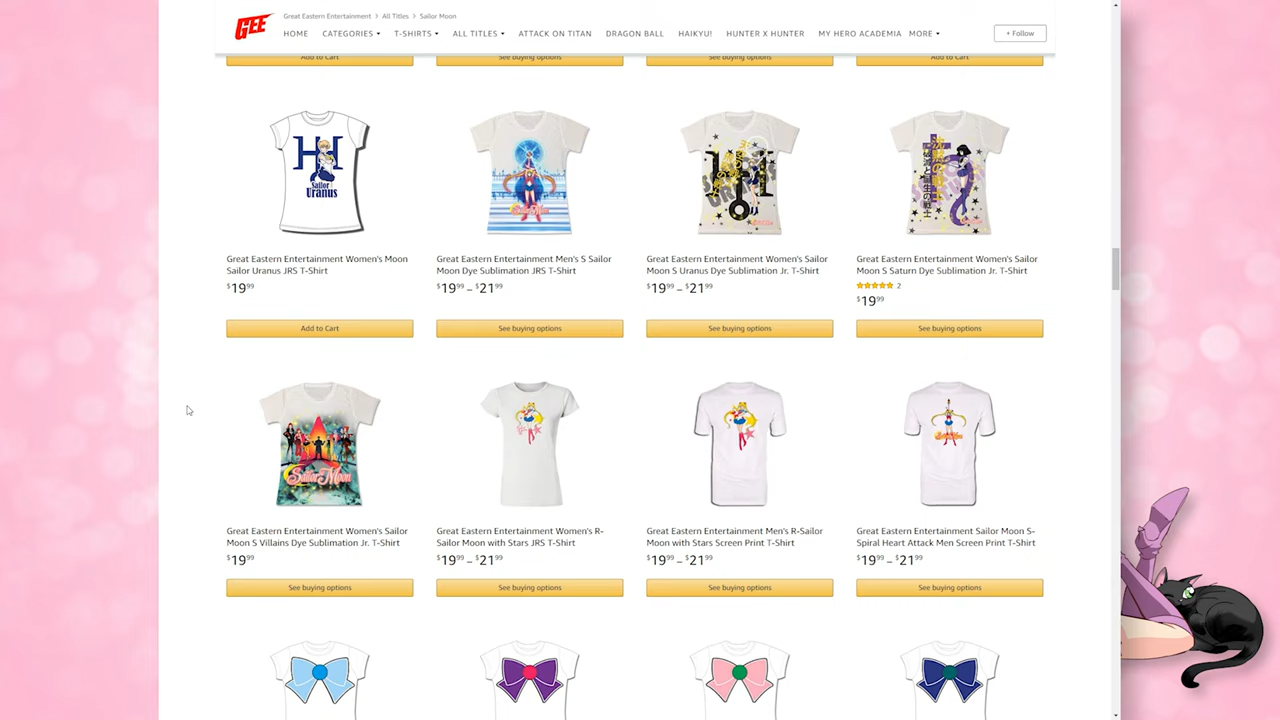 GEE
Great Eastern Entertainment > All Titles > Sailor Moon
HOME CATEGORIES T-SHIRTS ALL TITLES ATTACK ON TITAN DRAGON BALL HAIKYU! HUNTER X HUNTER MY HERO ACADEMIA MORE
+ Follow
Add to Cart
See buying options
See buying options
Add to Cart
Sailor
Uranus
Sailor Moon
Great Eastern Entertainment Women's Moon
Sailor Uranus JRS T-Shirt
$19.99
Add to Cart
Great Eastern Entertainment Men's S Sailor
Moon Dye Sublimation JRS T-Shirt
$19.99 – $21.99
See buying options
Great Eastern Entertainment Women's Sailor
Moon S Uranus Dye Sublimation Jr. T-Shirt
$19.99 – $21.99
See buying options
Great Eastern Entertainment Women's Sailor
Moon S Saturn Dye Sublimation Jr. T-Shirt
2
$19.99
See buying options
Sailor Moon
Great Eastern Entertainment Women's Sailor
Moon S Villains Dye Sublimation Jr. T-Shirt
$19.99
See buying options
Great Eastern Entertainment Women's R-
Sailor Moon with Stars JRS T-Shirt
$19.99 – $21.99
See buying options
Great Eastern Entertainment Men's R-Sailor
Moon with Stars Screen Print T-Shirt
$19.99 – $21.99
See buying options
Great Eastern Entertainment Sailor Moon S-
Spiral Heart Attack Men Screen Print T-Shirt
$19.99 – $21.99
See buying options